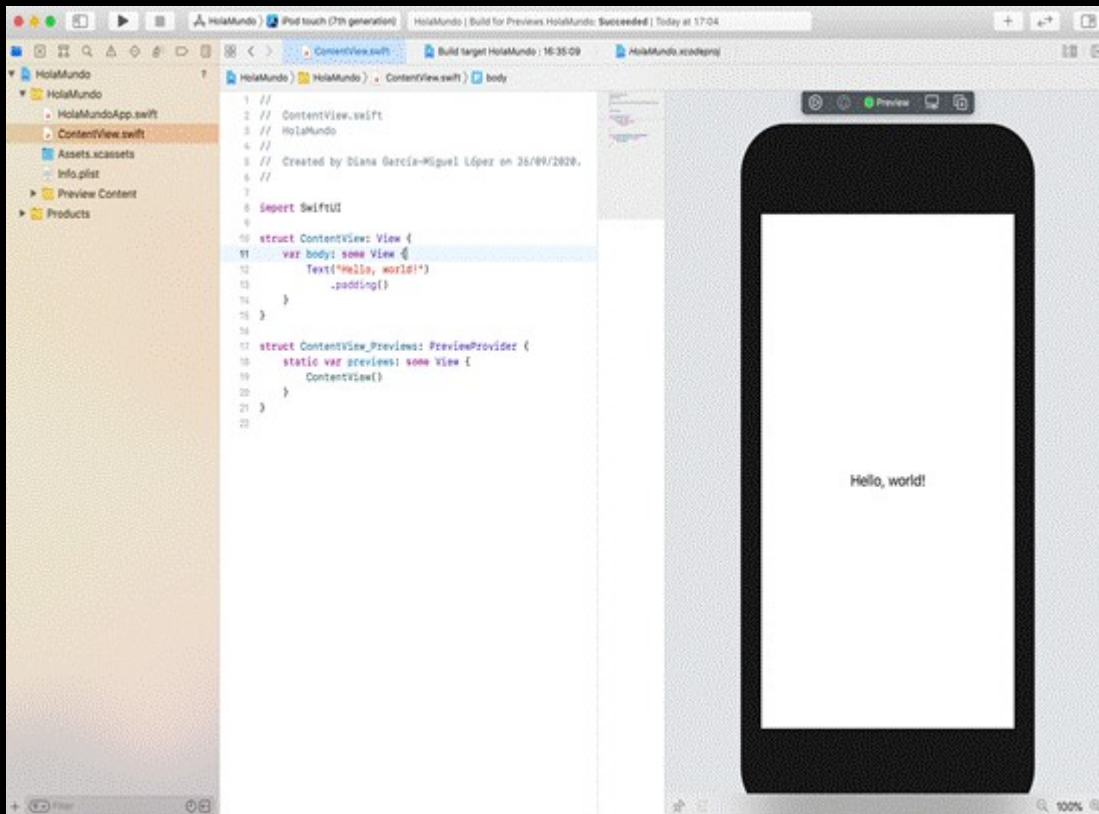 HolaMundo
iPod touch (7th generation)
HolaMundo | Build for Previews HolaMundo: Succeeded | Today at 17:04
ContentView.swift
Build target HolaMundo : 16:35:09
HolaMundo.xcodeproj
HolaMundo
HolaMundo
HolaMundoApp.swift
ContentView.swift
Assets.xcassets
Info.plist
Preview Content
Products
Filter
HolaMundo HolaMundo ContentView.swift body
1 //
2 // ContentView.swift
3 // HolaMundo
4 //
5 // Created by Diana García-Miguel López on 26/09/2020.
6 //
7
8 import SwiftUI
9
10 struct ContentView: View {
11 var body: some View {
12 Text("Hello, world!")
13 .padding()
14 }
15 }
16
17 struct ContentView_Previews: PreviewProvider {
18 static var previews: some View {
19 ContentView()
20 }
21 }
22
Preview
Hello, world!
100%